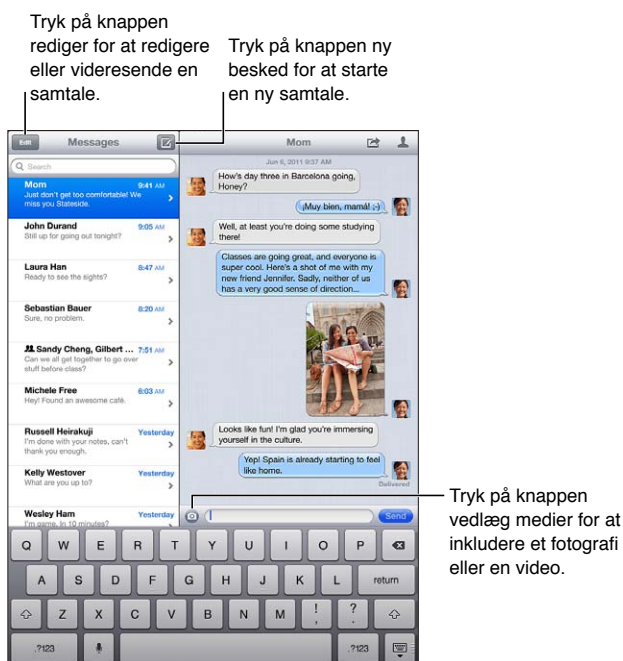 Tryk på knappen
rediger for at redigere
eller videresende en
samtale.
Tryk på knappen ny
besked for at starte
en ny samtale.
Edit
Messages
Mom
Search
Jun 6, 2011 9:37 AM
Mom 9:41 AM
Just don't get too comfortable! We
miss you Stateside.
John Durand 9:05 AM
Still up for going out tonight?
Laura Han 8:47 AM
Ready to see the sights?
Sebastian Bauer 8:20 AM
Sure, no problem.
Sandy Cheng, Gilbert ... 7:51 AM
Can we all get together to go over
stuff before class?
Michele Free 6:03 AM
Hey! Found an awesome café.
Russell Heirakuji Yesterday
I'm done with your notes, can't
thank you enough.
Kelly Westover Yesterday
What are you up to?
Wesley Ham Yesterday
I'm game. In 10 minutes?
How's day three in Barcelona going,
Honey?
¡Muy bien, mamá! ;-)
Well, at least you're doing some studying
there!
Classes are going great, and everyone is
super cool. Here's a shot of me with my
new friend Jennifer. Sadly, neither of us
has a very good sense of direction...
Looks like fun! I'm glad you're immersing
yourself in the culture.
Yep! Spain is already starting to feel
like home.
Delivered
Send
Tryk på knappen
vedlæg medier for at
inkludere et fotografi
eller en video.
Q W E R T Y U I O P
A S D F G H J K L return
Z X C V B N M ! , ? .
.?123 .?123